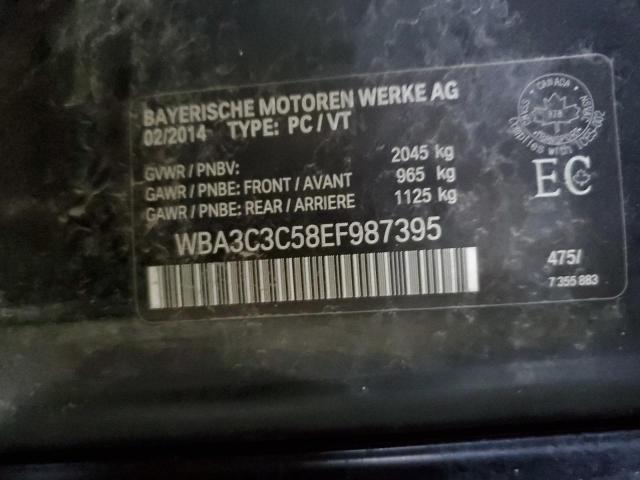 BAYERISCHE MOTOREN WERKE AG
02/2014 TYPE: PC / VT
GVWR / PNBV: 2045 kg
GAWR / PNBE: FRONT / AVANT 965 kg
GAWR / PNBE: REAR / ARRIERE 1125 kg
WBA3C3C58EF987395
CANADA
EC
475/
7 355 883